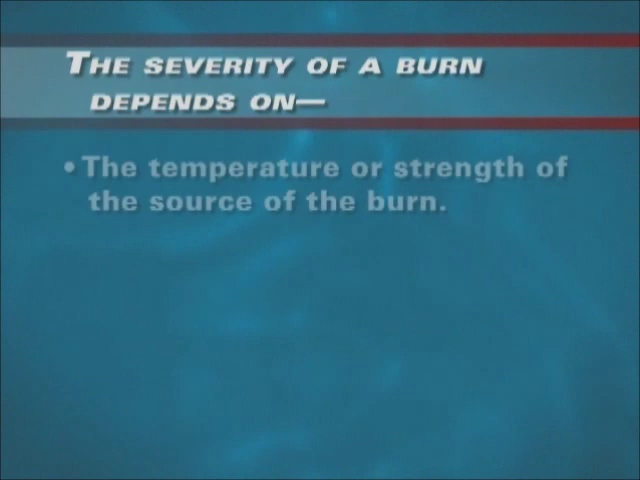 THE SEVERITY OF A BURN
DEPENDS ON—
• The temperature or strength of
the source of the burn.